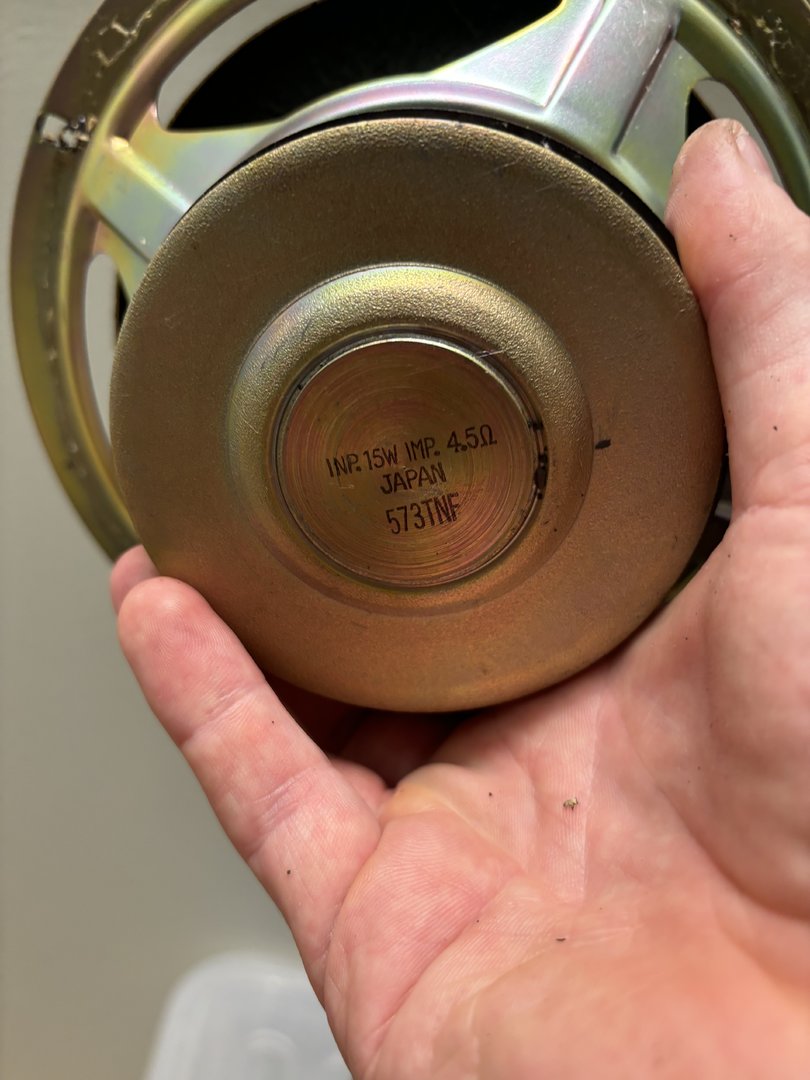 INP. 15W IMP. 4.5Ω
JAPAN
573TNF